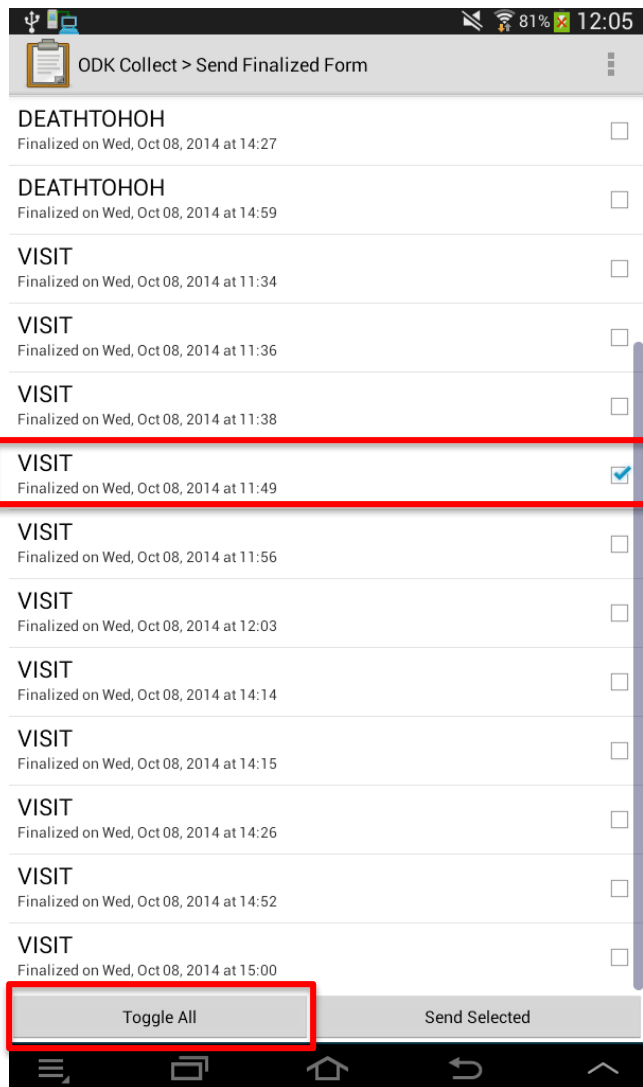 81% 12:05
ODK Collect > Send Finalized Form
DEATHTOHOH
Finalized on Wed, Oct 08, 2014 at 14:27
DEATHTOHOH
Finalized on Wed, Oct 08, 2014 at 14:59
VISIT
Finalized on Wed, Oct 08, 2014 at 11:34
VISIT
Finalized on Wed, Oct 08, 2014 at 11:36
VISIT
Finalized on Wed, Oct 08, 2014 at 11:38
VISIT
Finalized on Wed, Oct 08, 2014 at 11:49
VISIT
Finalized on Wed, Oct 08, 2014 at 11:56
VISIT
Finalized on Wed, Oct 08, 2014 at 12:03
VISIT
Finalized on Wed, Oct 08, 2014 at 14:14
VISIT
Finalized on Wed, Oct 08, 2014 at 14:15
VISIT
Finalized on Wed, Oct 08, 2014 at 14:26
VISIT
Finalized on Wed, Oct 08, 2014 at 14:52
VISIT
Finalized on Wed, Oct 08, 2014 at 15:00
Toggle All Send Selected